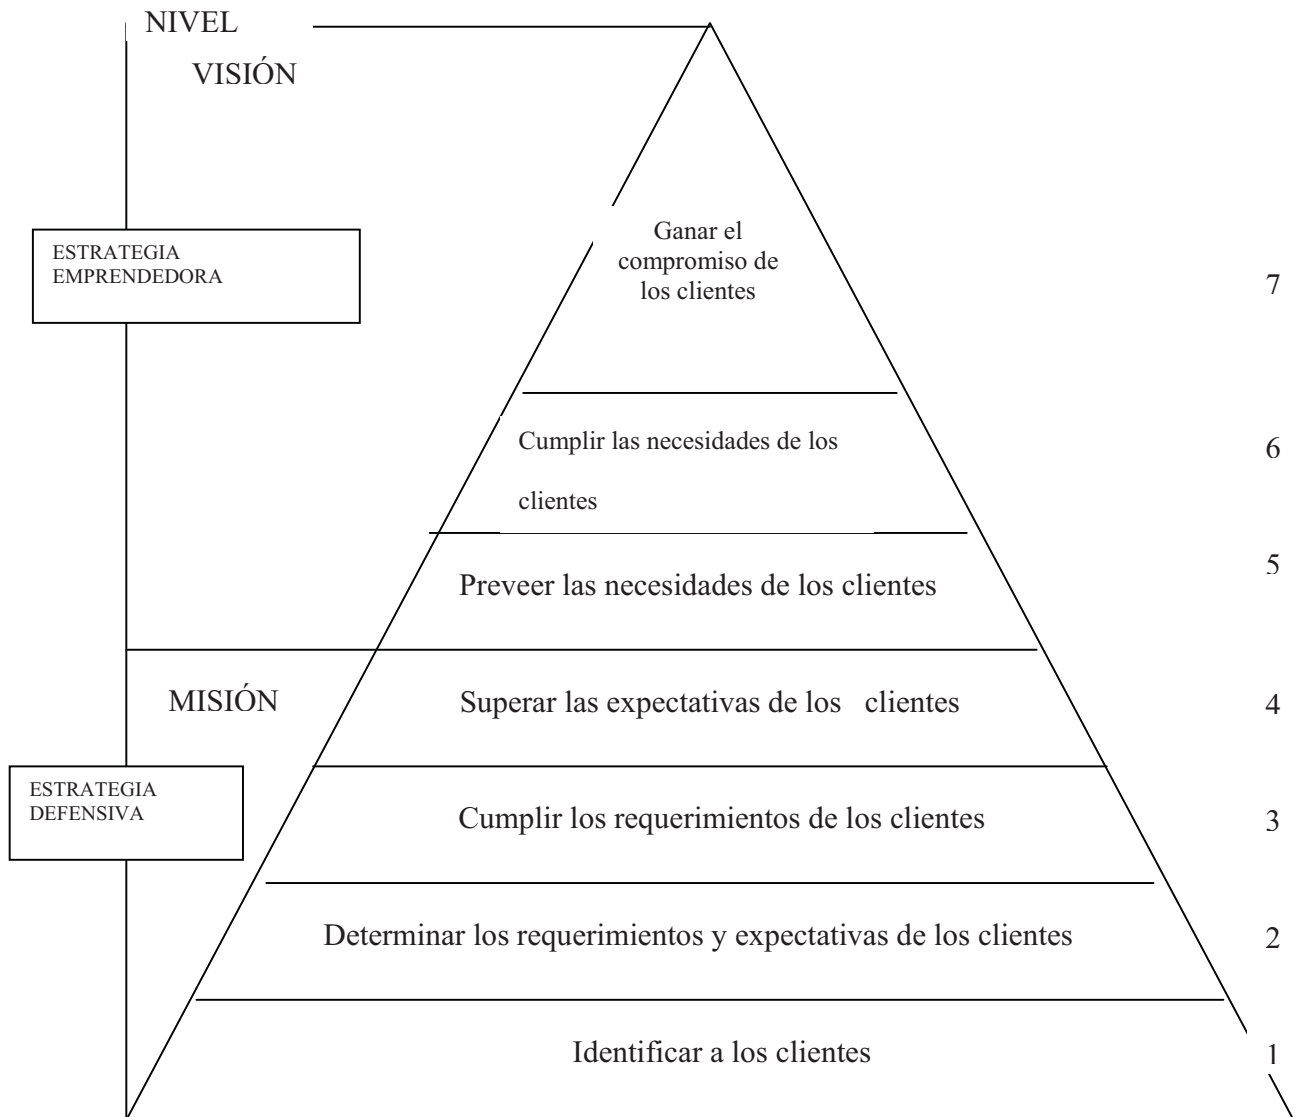 NIVEL
VISIÓN
ESTRATEGIA
EMPRENDEDORA
Ganar el
compromiso de
los clientes
7
Cumplir las necesidades de los
clientes
6
Preveer las necesidades de los clientes
5
MISIÓN
Superar las expectativas de los clientes
4
ESTRATEGIA
DEFENSIVA
Cumplir los requerimientos de los clientes
3
Determinar los requerimientos y expectativas de los clientes
2
Identificar a los clientes
1